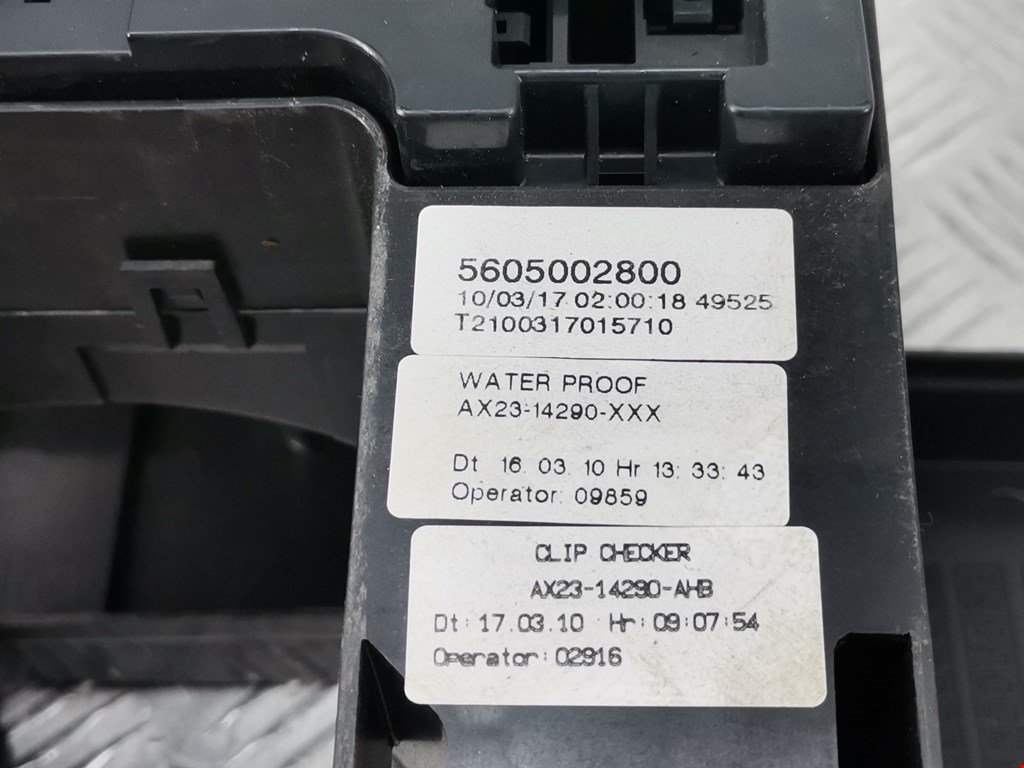 5605002800
10/03/17 02:00:18 49525
T2100317015710
WATER PROOF
AX23-14290-XXX
Dt 16. 03. 10 Hr 13: 33: 43
Operator: 09859
CLIP CHECKER
AX23-14290-AHB
Dt: 17.03.10 Hr: 09:07:54
Operator: 02916